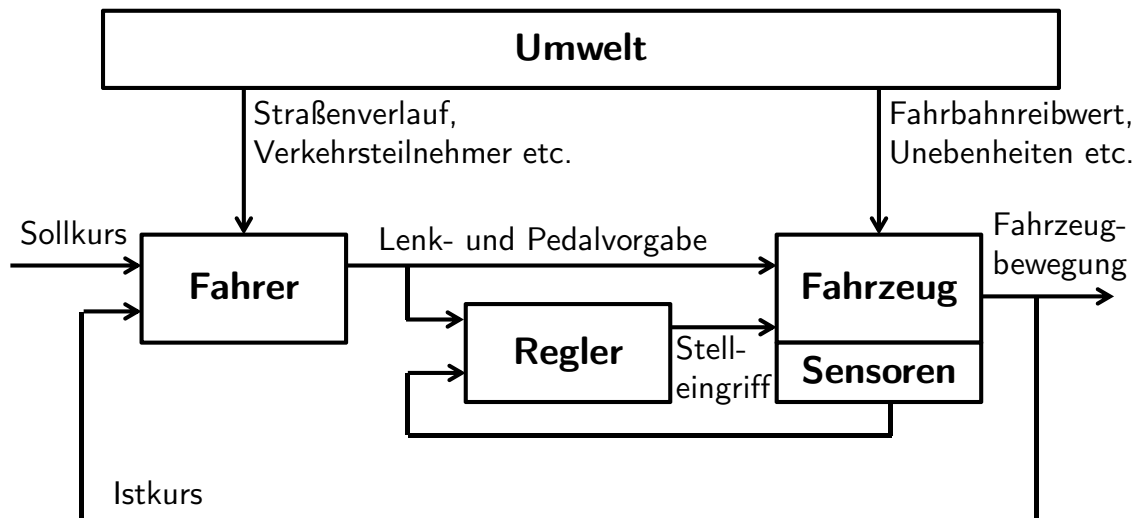 Umwelt
Straßenverlauf,
Verkehrsteilnehmer etc.
Fahrbahnreibwert,
Unebenheiten etc.
Sollkurs
Fahrer
Lenk- und Pedalvorgabe
Fahrzeug
Fahrzeug-
bewegung
Regler
Stell-
eingriff
Sensoren
Istkurs